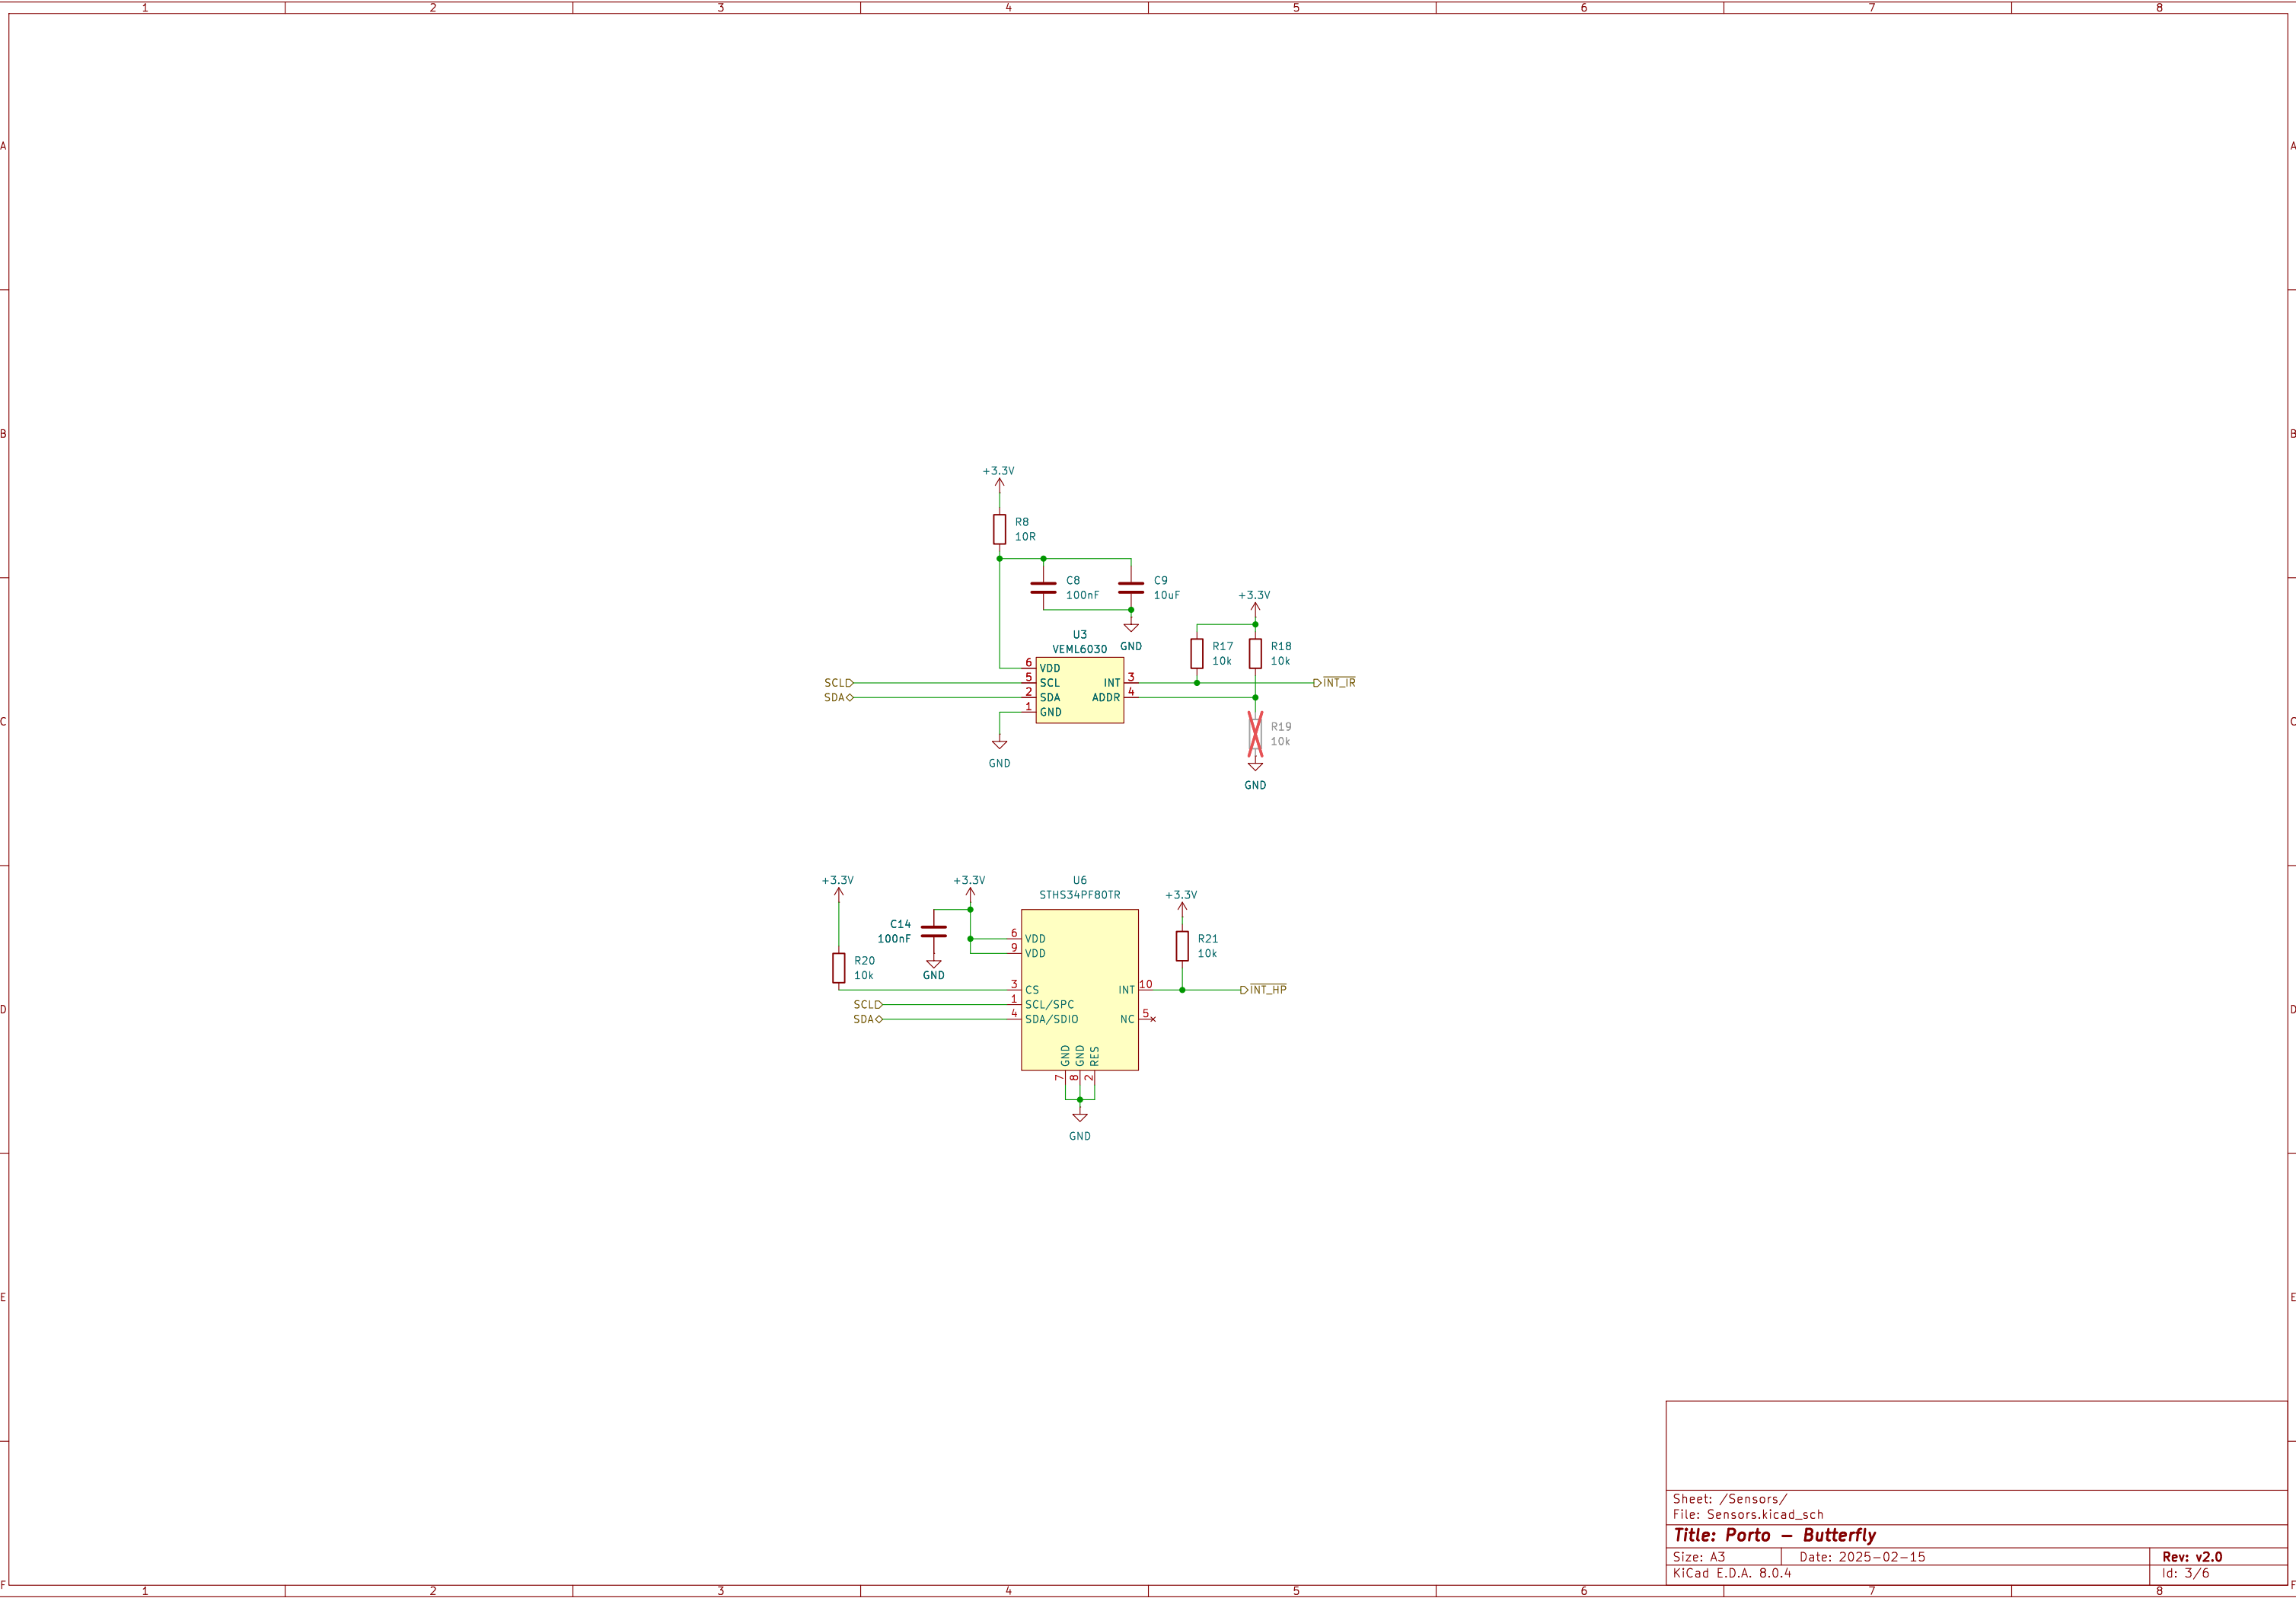 1 2 3 4 5 6 7 8
A A
B B
C C
D D
E E
F F
+3.3V
R8
10R
C8
100nF
C9
10uF
GND
+3.3V
R17
10k
R18
10k
U3
VEML6030
6 VDD
5 SCL
2 SDA
1 GND
INT 3
ADDR 4
SCL
SDA
INT_IR
GND
R19
10k
GND
+3.3V
R20
10k
+3.3V
C14
100nF
GND
U6
STHS34PF80TR
6 VDD
9 VDD
3 CS
1 SCL/SPC
4 SDA/SDIO
INT 10
NC 5
GND 7
GND 8
RES 2
SCL
SDA
+3.3V
R21
10k
INT_HP
GND
Sheet: /Sensors/
File: Sensors.kicad_sch
Title: Porto - Butterfly
Size: A3 Date: 2025-02-15 Rev: v2.0
KiCad E.D.A. 8.0.4 Id: 3/6
1 2 3 4 5 6 7 8